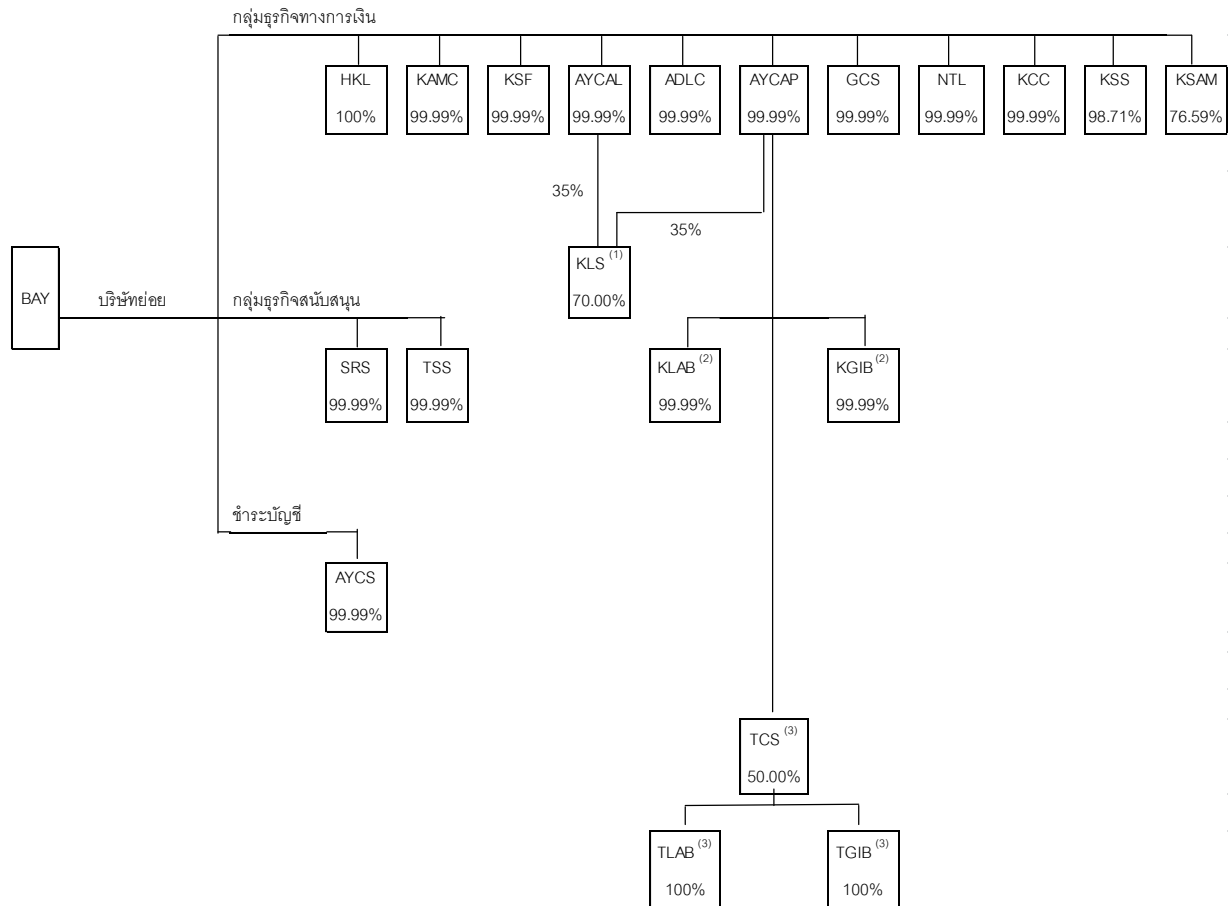 กลุ่มธุรกิจทางการเงิน
HKL KAMC KSF AYCAL ADLC AYCAP GCS NTL KCC KSS KSAM
100% 99.99% 99.99% 99.99% 99.99% 99.99% 99.99% 99.99% 99.99% 98.71% 76.59%
35%
35%
KLS (1)
70.00%
BAY บริษัทย่อย กลุ่มธุรกิจสนับสนุน
SRS TSS KLAB (2) KGIB (2)
99.99% 99.99% 99.99% 99.99%
ชำระบัญชี
AYCS
99.99%
TCS (3)
50.00%
TLAB (3) TGIB (3)
100% 100%